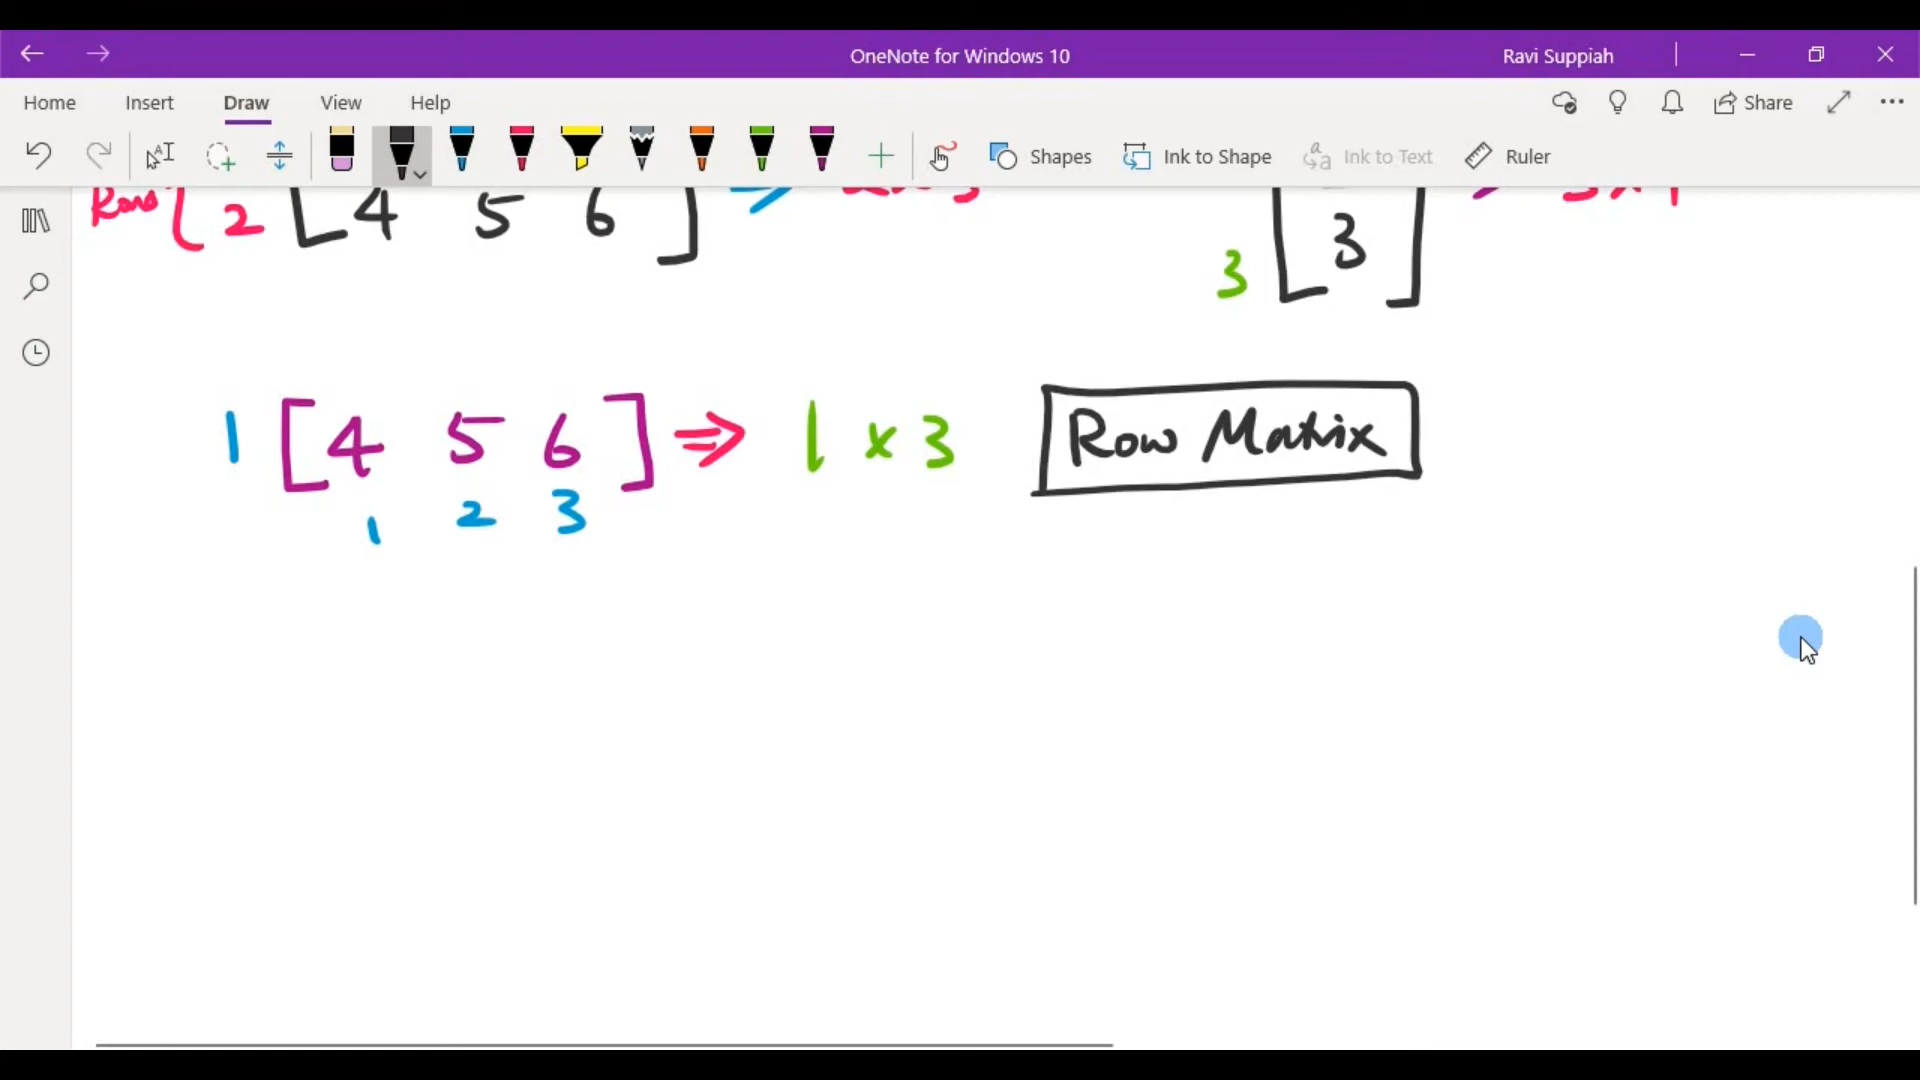 OneNote for Windows 10
Ravi Suppiah
Home Insert Draw View Help
Share
Shapes Ink to Shape Ink to Text Ruler
2 [ 4 5 6 ]
3
3
1 [ 4 5 6 ] ⇒ 1 x 3 Row Matrix
1 2 3